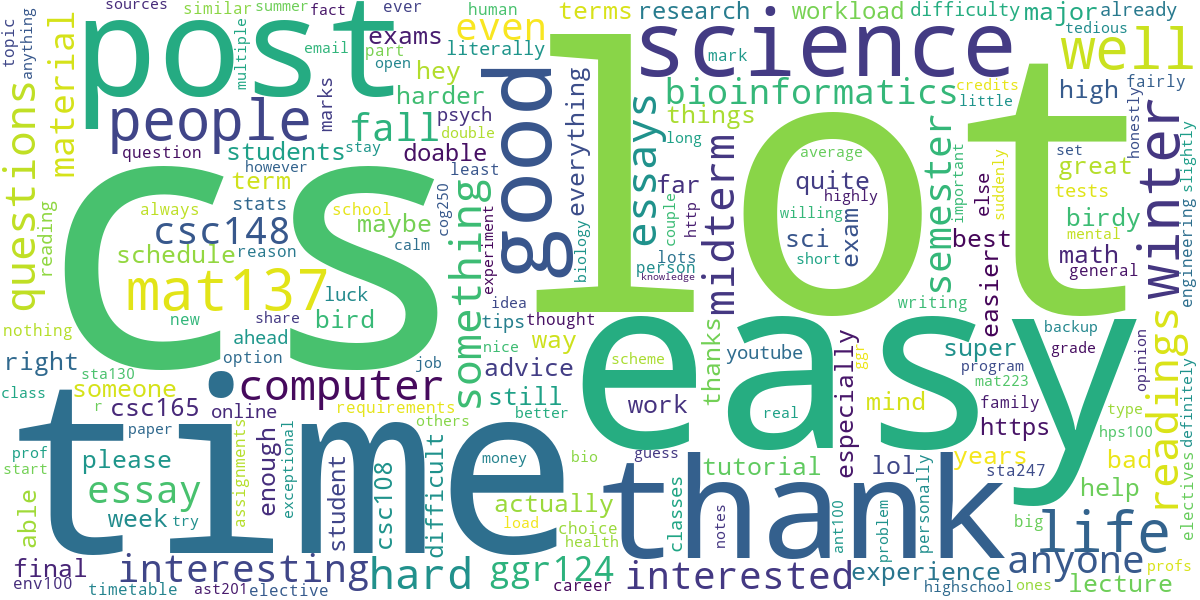 sources similar summer fact ever human terms research workload difficulty major already
topic anything material post multiple email part open exams even literally science mark tedious well
questions people marks hey harder psych good everything lot bioinformatics credits little high fairly honestly
question students stay fall double doable essays things long midterm average quite set great winter
however term stats maybe least something biology far couple http willing highly exam semester important else suddenly tests mental slightly
reading always csc148 school calm cog250 experiment lots person knowledge sci short best birdy math general engineering
schedule reason mat137 luck idea easier writing
nothing new share bird tips thought way thanks easy youtube super backup grade opinion readings
right ahead option job nice advice scheme ggr especially program mat223
class sta130 someone computer still better work real mind family type
r csc165 online requirements others guess https hps100 definitely
prof paper time money bio thank lol years sta247 bad electives
start please assignments enough exceptional student csc108 difficult actually load choice health tutorial classes notes ant100 problem personally help
able essay week try big life
final interesting hard ggr124 interested experience anyone profs
env100 timetable ast201 elective career highschool ones lecture
cs